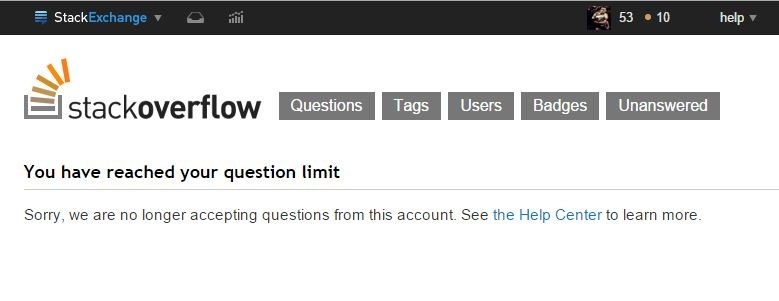 StackExchange 53 10 help
stackoverflow Questions Tags Users Badges Unanswered
You have reached your question limit
Sorry, we are no longer accepting questions from this account. See the Help Center to learn more.